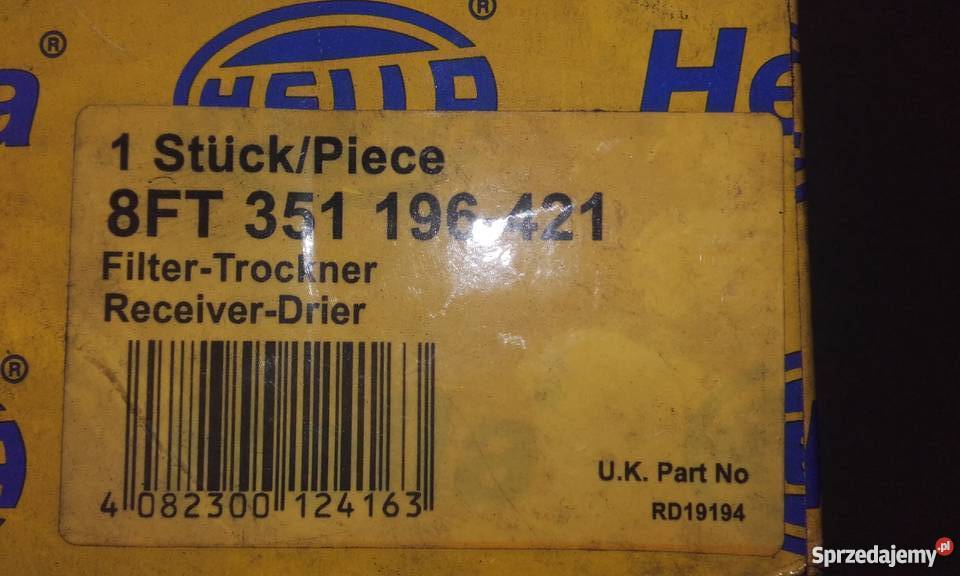 HELLA
1 Stück/Piece
8FT 351 196-421
Filter-Trockner
Receiver-Drier
4 082300 124163
U.K. Part No
RD19194
Sprzedajemy.pl